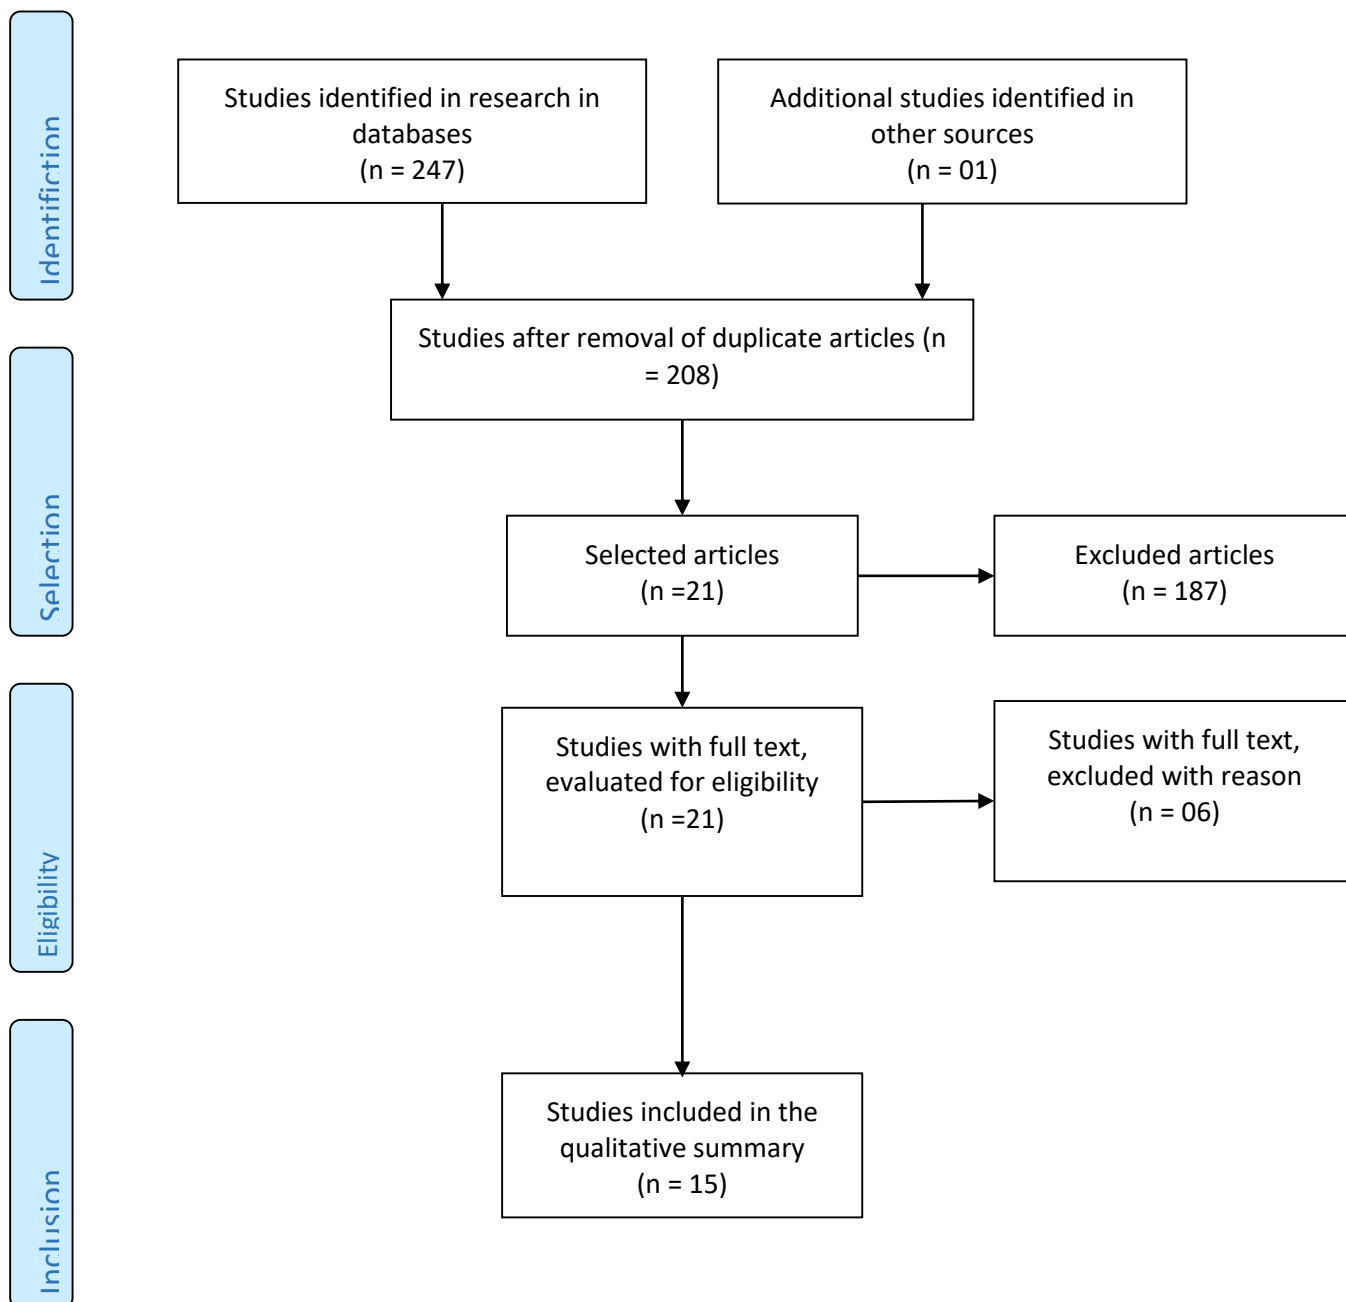 Identifiction
Studies identified in research in
databases
(n = 247)
Additional studies identified in
other sources
(n = 01)
Studies after removal of duplicate articles (n
= 208)
Selection
Selected articles
(n =21)
Excluded articles
(n = 187)
Eligibility
Studies with full text,
evaluated for eligibility
(n =21)
Studies with full text,
excluded with reason
(n = 06)
Inclusion
Studies included in the
qualitative summary
(n = 15)